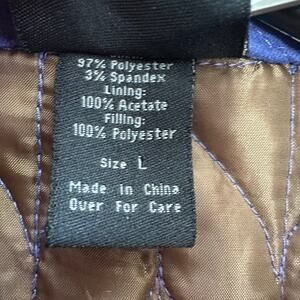 97% Polyester
3% Spandex
Lining:
100% Acetate
Filling:
100% Polyester
Size L
Made in China
Over For Care